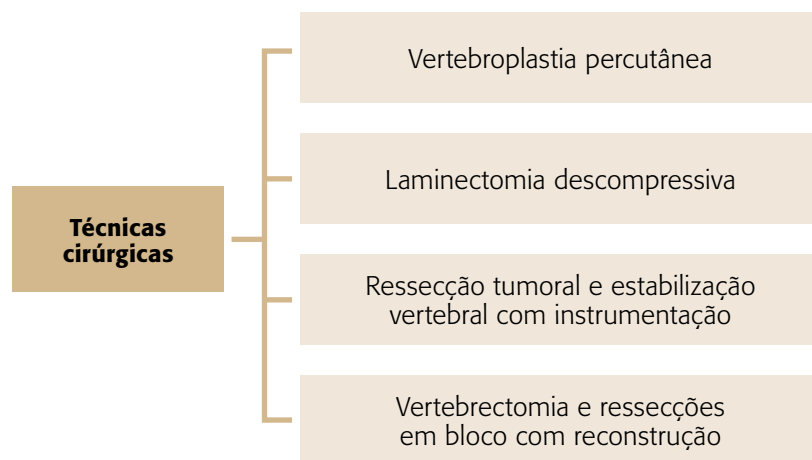 Vertebroplastia percutânea
Laminectomia descompressiva
Técnicas
cirúrgicas
Ressecção tumoral e estabilização
vertebral com instrumentação
Vertebrectomia e ressecções
em bloco com reconstrução